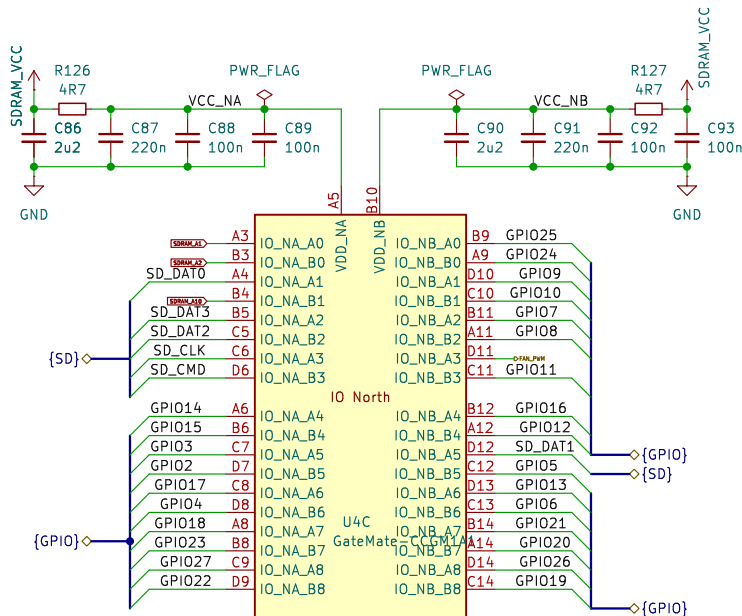 SDRAM_VCC
R126
4R7
PWR_FLAG
VCC_NA
C86
2u2
C87
220n
C88
100n
C89
100n
GND
PWR_FLAG
VCC_NB
R127
4R7
SDRAM_VCC
C90
2u2
C91
220n
C92
100n
C93
100n
GND
A5
B10
VDD_NA
VDD_NB
SDRAM_A1 A3 IO_NA_A0 IO_NB_A0 B9 GPIO25
SDRAM_A2 B3 IO_NA_B0 IO_NB_B0 A9 GPIO24
SD_DAT0 A4 IO_NA_A1 IO_NB_A1 D10 GPIO9
SDRAM_A10 B4 IO_NA_B1 IO_NB_B1 C10 GPIO10
SD_DAT3 B5 IO_NA_A2 IO_NB_A2 B11 GPIO7
SD_DAT2 C5 IO_NA_B2 IO_NB_B2 A11 GPIO8
{SD} SD_CLK C6 IO_NA_A3 IO_NB_A3 D11 FAN_PWM
SD_CMD D6 IO_NA_B3 IO_NB_B3 C11 GPIO11
IO North
GPIO14 A6 IO_NA_A4 IO_NB_A4 B12 GPIO16
GPIO15 B6 IO_NA_B4 IO_NB_B4 A12 GPIO12
GPIO3 C7 IO_NA_A5 IO_NB_A5 D12 SD_DAT1 {GPIO}
GPIO2 D7 IO_NA_B5 IO_NB_B5 C12 GPIO5 {SD}
GPIO17 C8 IO_NA_A6 IO_NB_A6 D13 GPIO13
GPIO4 D8 IO_NA_B6 IO_NB_B6 C13 GPIO6
U4C
GPIO18 A8 IO_NA_A7 IO_NB_A7 B14 GPIO21
{GPIO} GateMate-CCGM1A1
GPIO23 B8 IO_NA_B7 IO_NB_B7 A14 GPIO20
GPIO27 C9 IO_NA_A8 IO_NB_A8 D14 GPIO26
GPIO22 D9 IO_NA_B8 IO_NB_B8 C14 GPIO19
{GPIO}